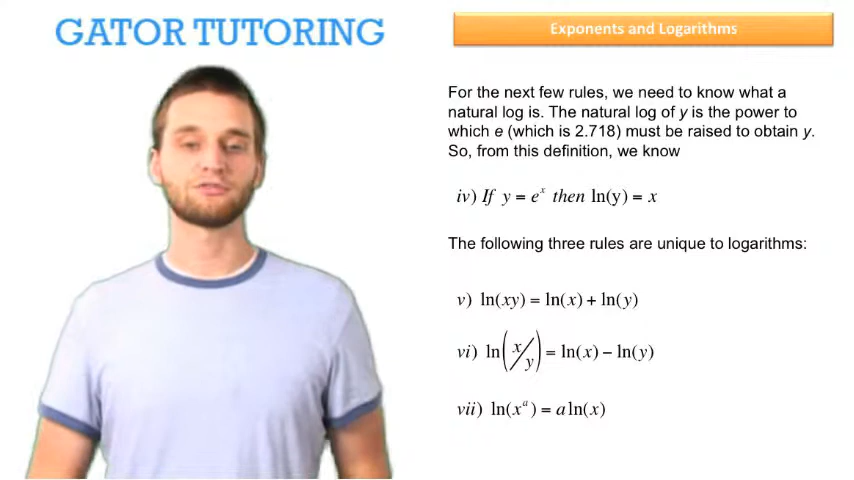 GATOR TUTORING
Exponents and Logarithms
For the next few rules, we need to know what a
natural log is. The natural log of y is the power to
which e (which is 2.718) must be raised to obtain y.
So, from this definition, we know
iv) If y = eˣ then ln(y) = x
The following three rules are unique to logarithms:
v) ln(xy) = ln(x) + ln(y)
vi) ln(x/y) = ln(x) − ln(y)
vii) ln(xᵃ) = a ln(x)